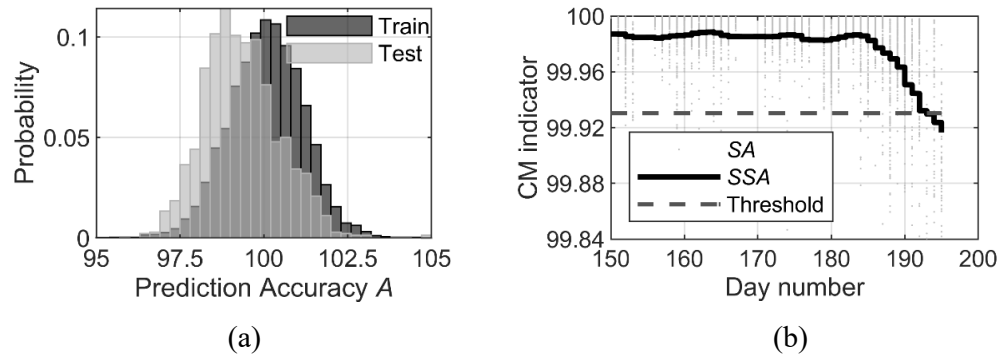 0.1
0.05
0
Probability
Train
Test
95 97.5 100 102.5 105
Prediction Accuracy A
(a)
100
99.96
99.92
99.88
99.84
CM indicator
SA
SSA
Threshold
150 160 170 180 190 200
Day number
(b)